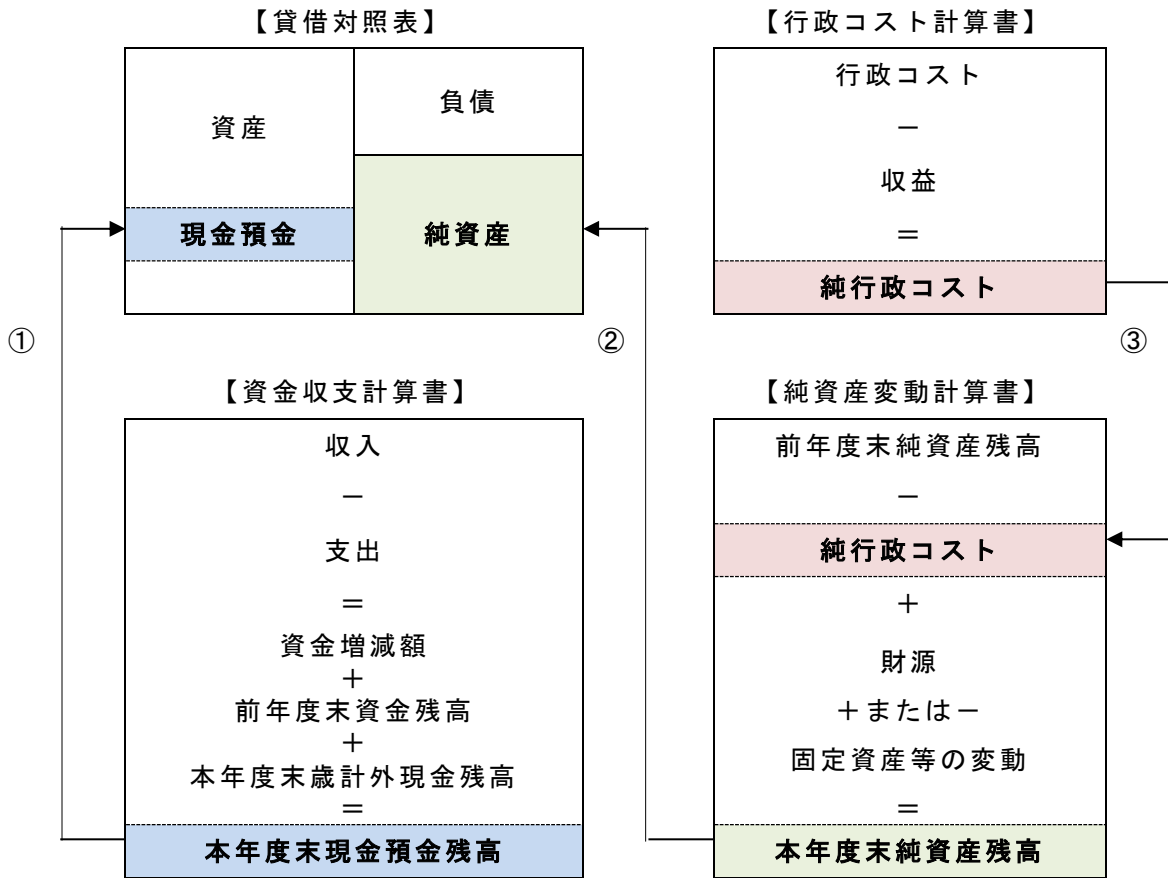 【貸借対照表】
資産
現金預金
負債
純資産
【行政コスト計算書】
行政コスト
－
収益
＝
純行政コスト
①
②
③
【資金収支計算書】
収入
－
支出
＝
資金増減額
＋
前年度末資金残高
＋
本年度末歳計外現金残高
＝
本年度末現金預金残高
【純資産変動計算書】
前年度末純資産残高
－
純行政コスト
＋
財源
＋または－
固定資産等の変動
＝
本年度末純資産残高